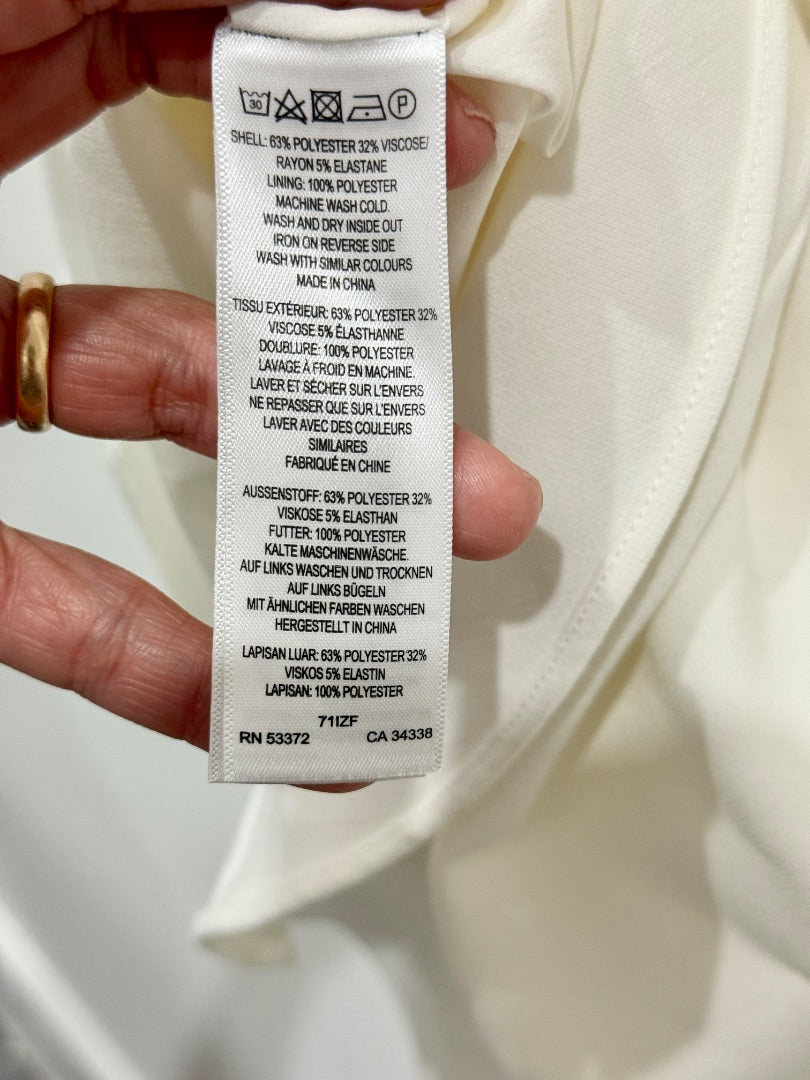 30 P
SHELL: 63% POLYESTER 32% VISCOSE/
RAYON 5% ELASTANE
LINING: 100% POLYESTER
MACHINE WASH COLD.
WASH AND DRY INSIDE OUT
IRON ON REVERSE SIDE
WASH WITH SIMILAR COLOURS
MADE IN CHINA
TISSU EXTÉRIEUR: 63% POLYESTER 32%
VISCOSE 5% ÉLASTHANNE
DOUBLURE: 100% POLYESTER
LAVAGE À FROID EN MACHINE.
LAVER ET SÉCHER SUR L'ENVERS
NE REPASSER QUE SUR L'ENVERS
LAVER AVEC DES COULEURS
SIMILAIRES
FABRIQUÉ EN CHINE
AUSSENSTOFF: 63% POLYESTER 32%
VISKOSE 5% ELASTHAN
FUTTER: 100% POLYESTER
KALTE MASCHINENWÄSCHE.
AUF LINKS WASCHEN UND TROCKNEN
AUF LINKS BÜGELN
MIT ÄHNLICHEN FARBEN WASCHEN
HERGESTELLT IN CHINA
LAPISAN LUAR: 63% POLYESTER 32%
VISKOS 5% ELASTIN
LAPISAN: 100% POLYESTER
71IZF
RN 53372 CA 34338